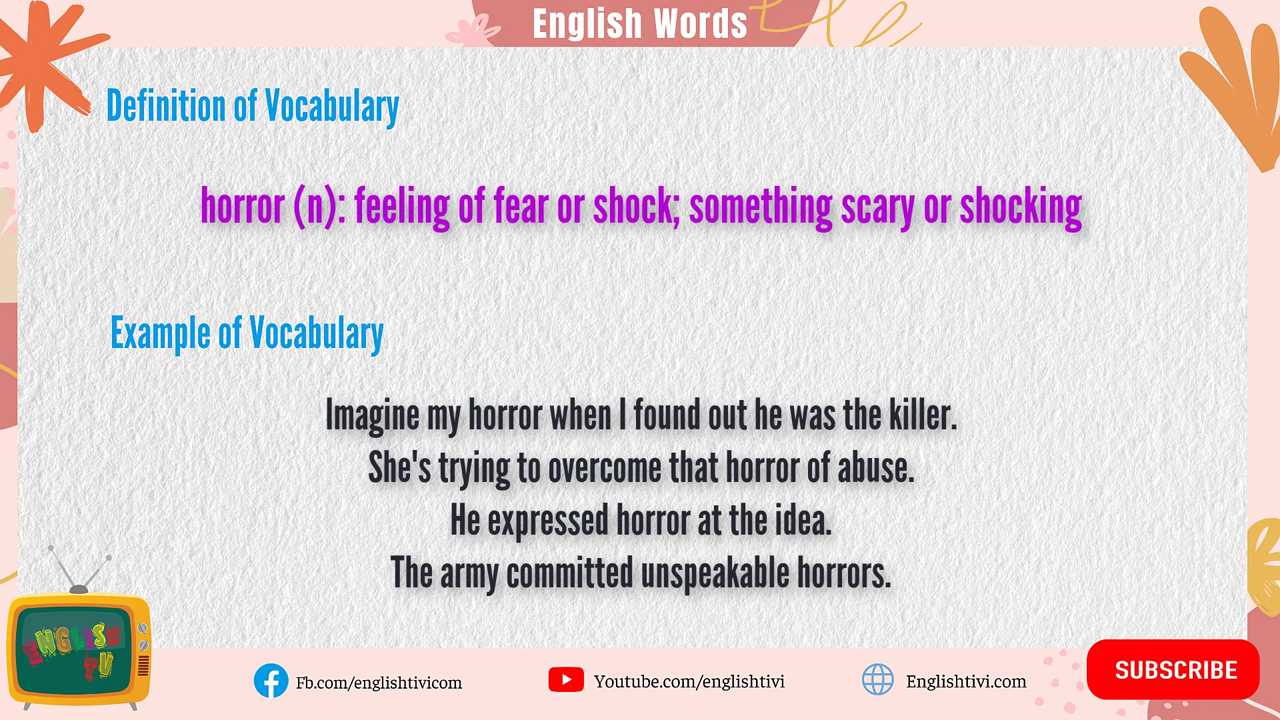 English Words
Definition of Vocabulary
horror (n): feeling of fear or shock; something scary or shocking
Example of Vocabulary
Imagine my horror when I found out he was the killer.
She's trying to overcome that horror of abuse.
He expressed horror at the idea.
The army committed unspeakable horrors.
ENGLISH
TV
Fb.com/englishtivicom
Youtube.com/englishtivi
Englishtivi.com
SUBSCRIBE